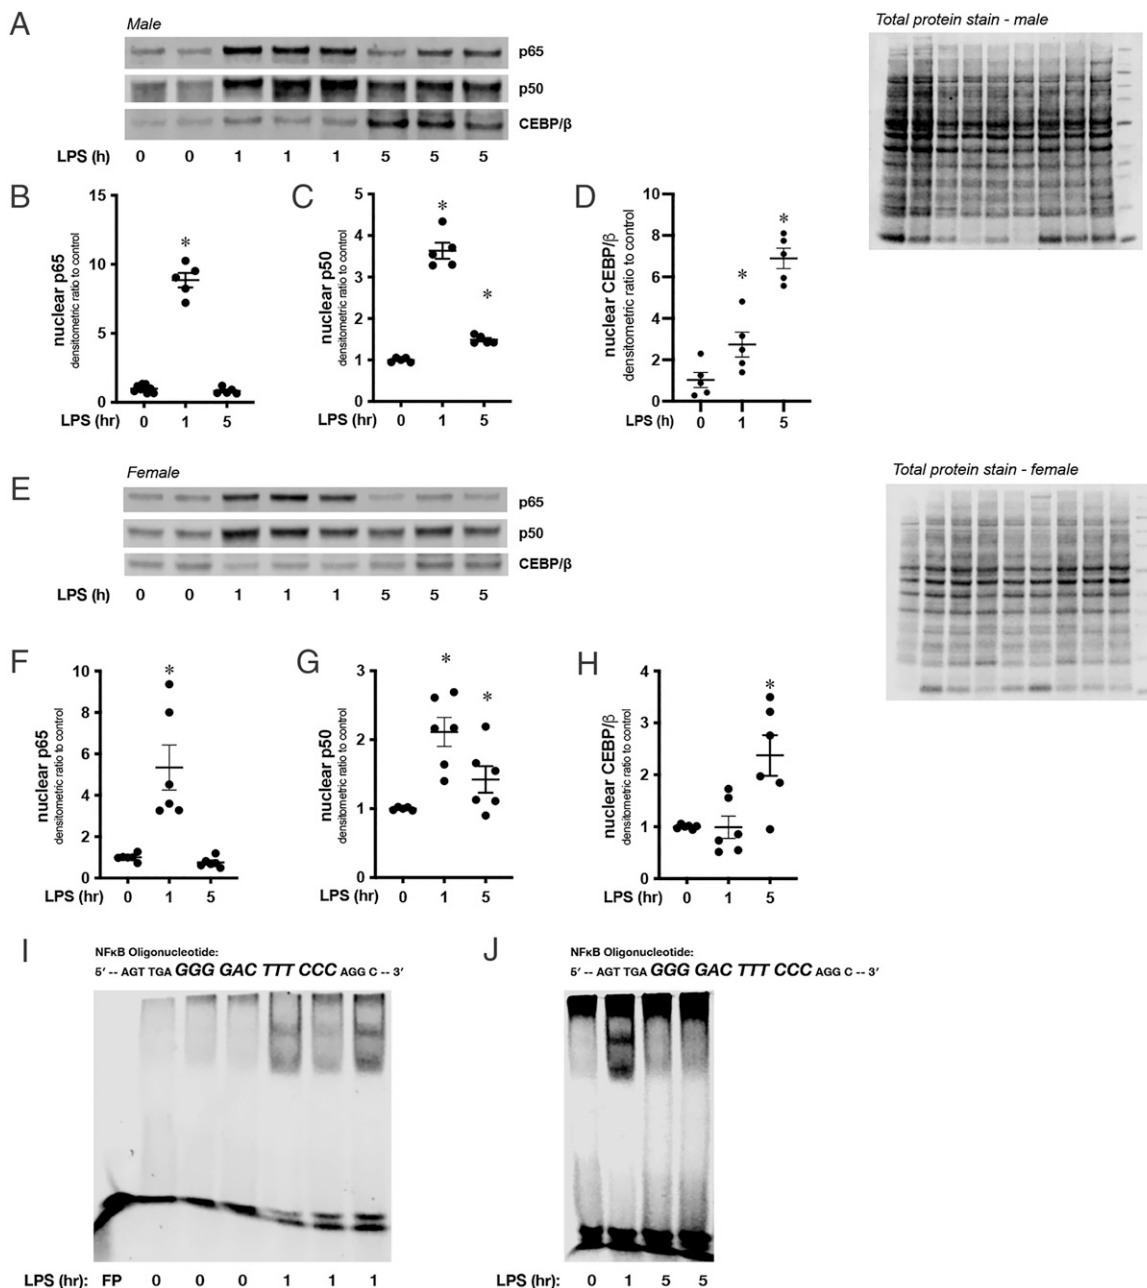 A
Male
p65
p50
CEBP/β
LPS (h) 0 0 1 1 1 5 5 5
Total protein stain - male
B
nuclear p65
densitometric ratio to control
15
10
5
0
*
LPS (hr) 0 1 5
C
nuclear p50
densitometric ratio to control
5
4
3
2
1
0
*
*
LPS (hr) 0 1 5
D
nuclear CEBP/β
densitometric ratio to control
10
8
6
4
2
0
*
*
LPS (h) 0 1 5
E
Female
p65
p50
CEBP/β
LPS (h) 0 0 1 1 1 5 5 5
Total protein stain - female
F
nuclear p65
densitometric ratio to control
10
8
6
4
2
0
*
LPS (hr) 0 1 5
G
nuclear p50
densitometric ratio to control
3
2
1
0
*
*
LPS (hr) 0 1 5
H
nuclear CEBP/β
densitometric ratio to control
4
3
2
1
0
*
LPS (hr) 0 1 5
I
NFκB Oligonucleotide:
5′ -- AGT TGA GGG GAC TTT CCC AGG C -- 3′
LPS (hr): FP 0 0 0 1 1 1
J
NFκB Oligonucleotide:
5′ -- AGT TGA GGG GAC TTT CCC AGG C -- 3′
LPS (hr): 0 1 5 5